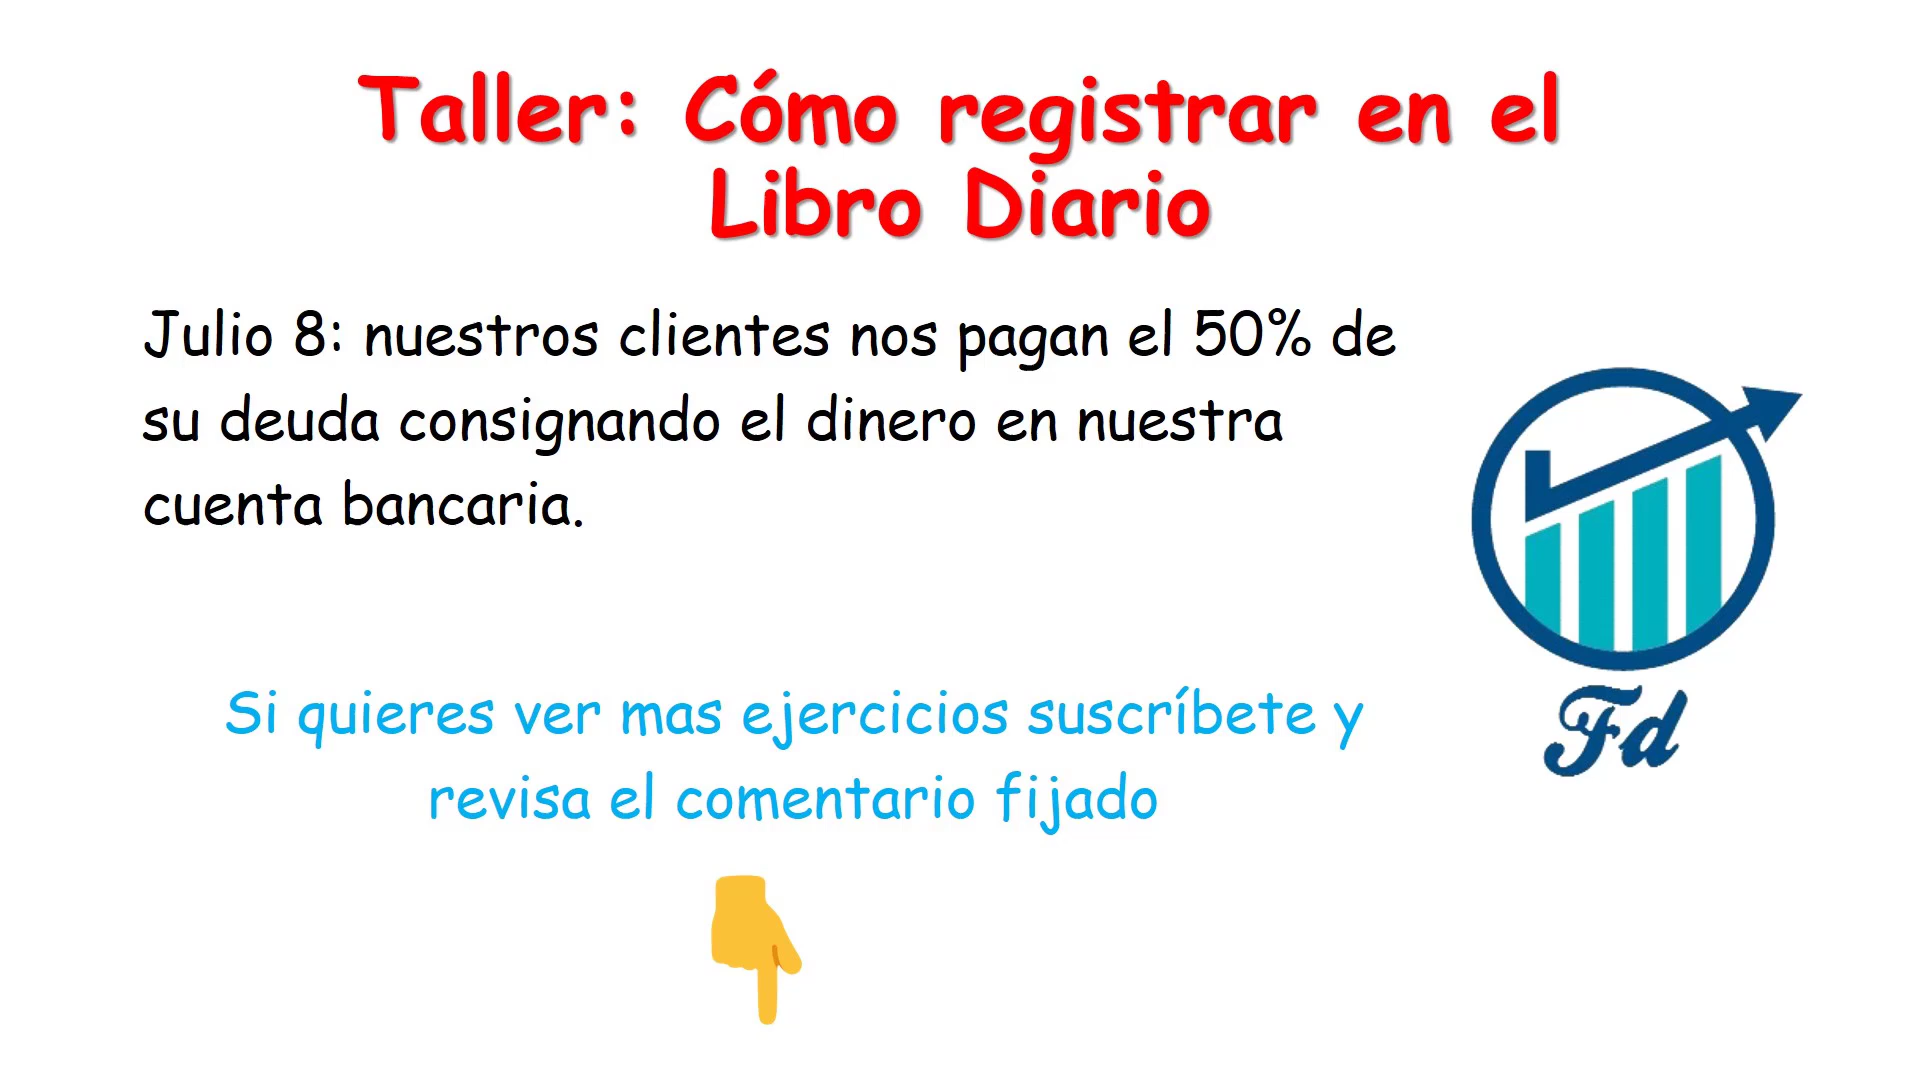 Taller: Cómo registrar en el
Libro Diario
Julio 8: nuestros clientes nos pagan el 50% de
su deuda consignando el dinero en nuestra
cuenta bancaria.
Si quieres ver mas ejercicios suscríbete y
revisa el comentario fijado
Fd